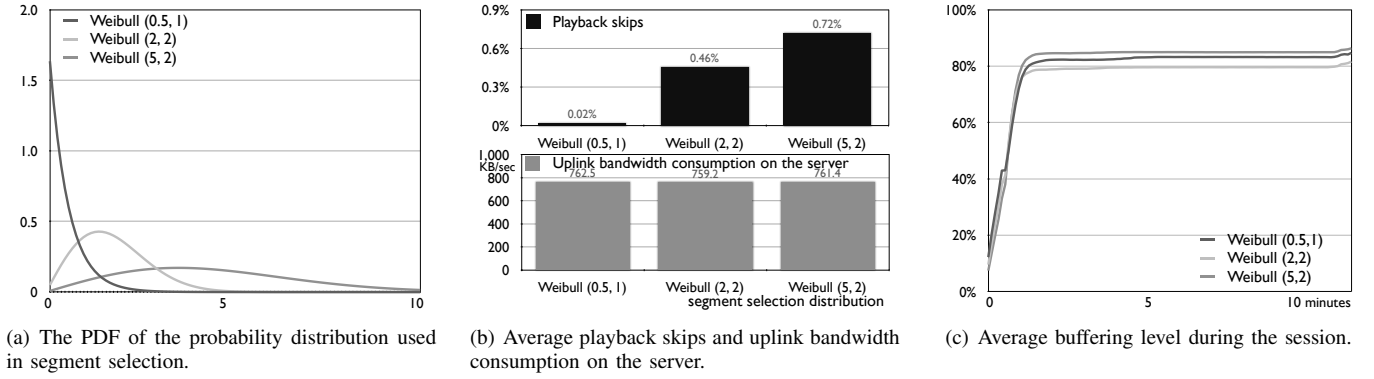 2.0
1.5
1.0
0.5
0
0
5
10
Weibull (0.5, 1)
Weibull (2, 2)
Weibull (5, 2)
(a) The PDF of the probability distribution used
in segment selection.
0.9%
0.6%
0.3%
0%
Playback skips
0.02%
0.46%
0.72%
Weibull (0.5, 1)
Weibull (2, 2)
Weibull (5, 2)
1,000
KB/sec
800
600
400
200
0
Uplink bandwidth consumption on the server
762.5
759.2
761.4
Weibull (0.5, 1)
Weibull (2, 2)
Weibull (5, 2)
segment selection distribution
(b) Average playback skips and uplink bandwidth
consumption on the server.
100%
80%
60%
40%
20%
0%
0
5
10 minutes
Weibull (0.5,1)
Weibull (2,2)
Weibull (5,2)
(c) Average buffering level during the session.